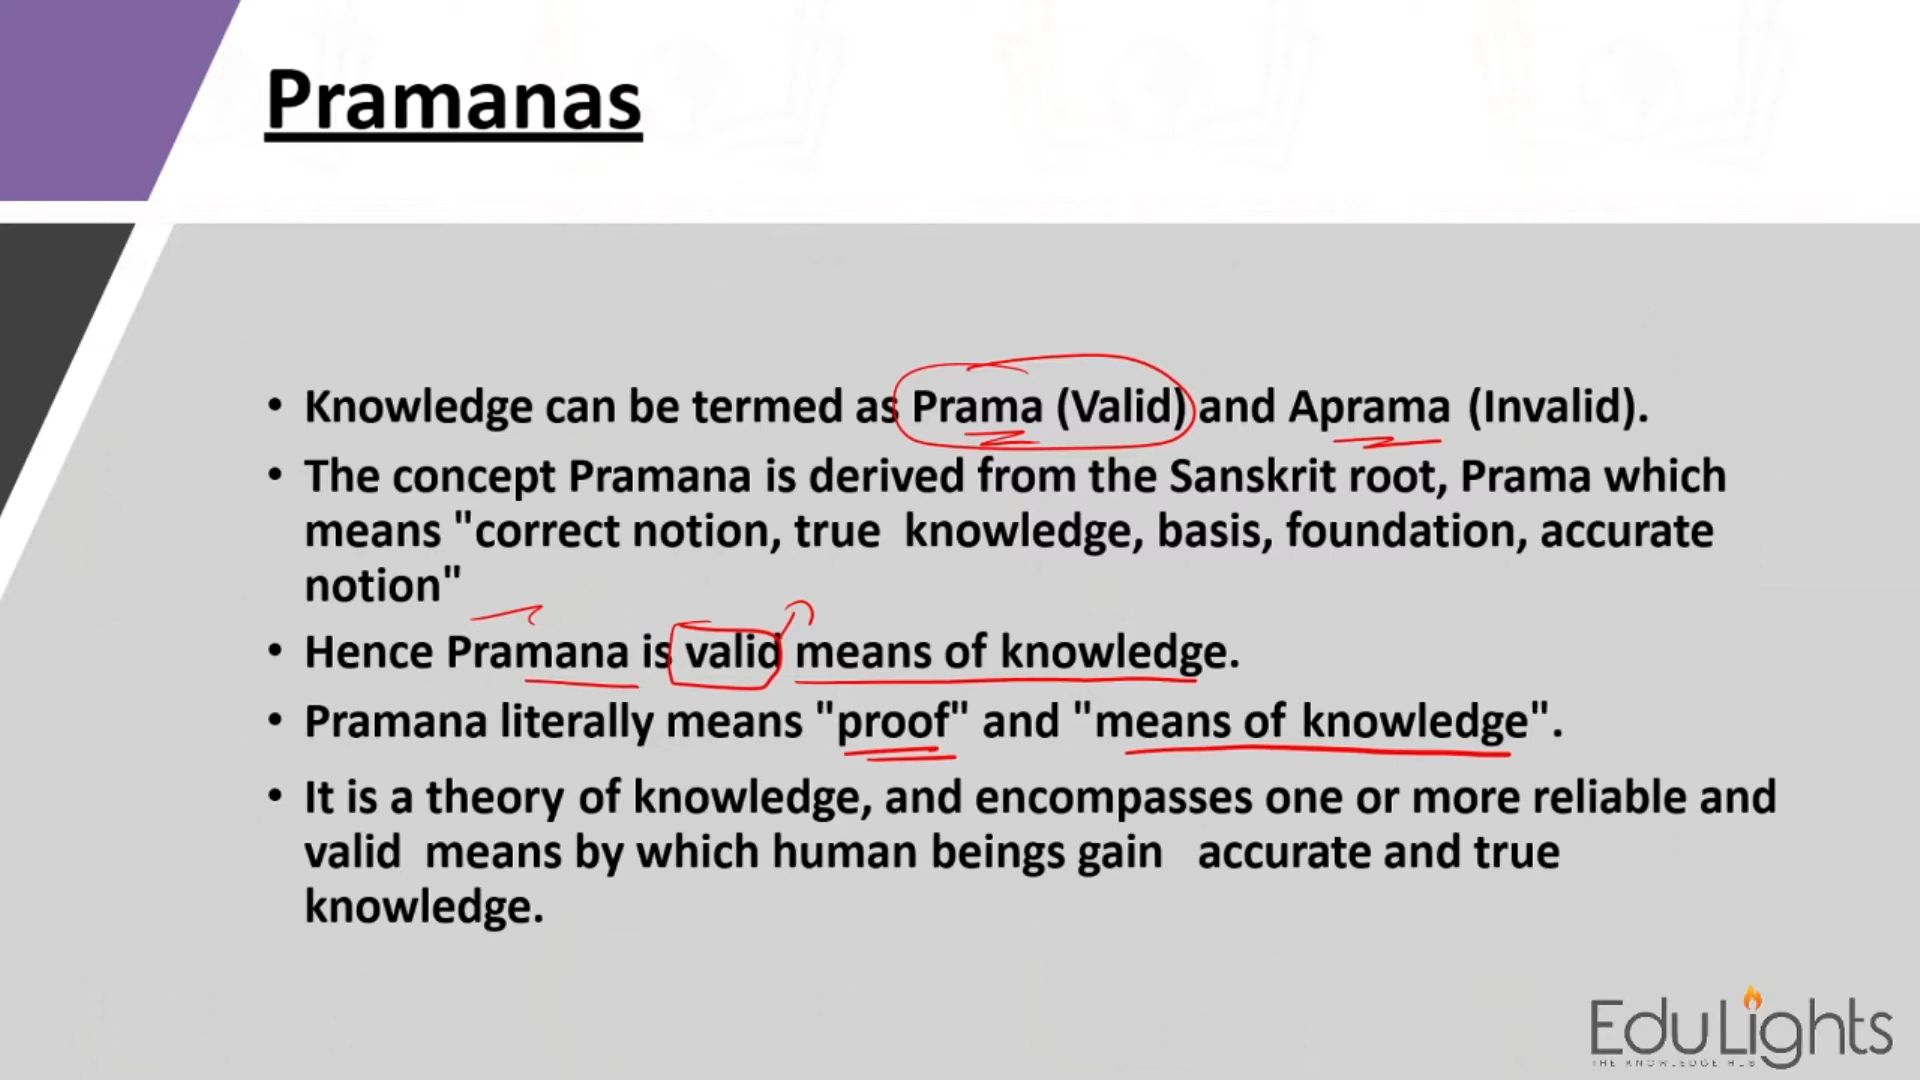 Pramanas
• Knowledge can be termed as Prama (Valid) and Aprama (Invalid).
• The concept Pramana is derived from the Sanskrit root, Prama which
means "correct notion, true knowledge, basis, foundation, accurate
notion"
• Hence Pramana is valid means of knowledge.
• Pramana literally means "proof" and "means of knowledge".
• It is a theory of knowledge, and encompasses one or more reliable and
valid means by which human beings gain accurate and true
knowledge.
EduLights
THE KNOWLEDGE HUB